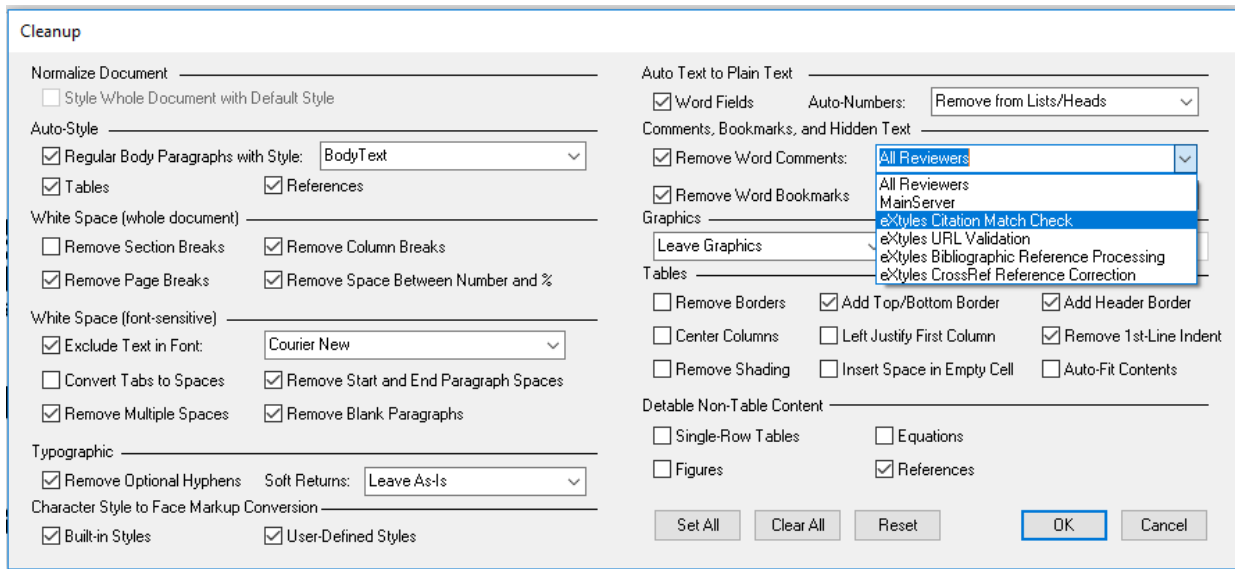 Cleanup
Normalize Document
Style Whole Document with Default Style
Auto-Style
Regular Body Paragraphs with Style: BodyText
Tables References
White Space (whole document)
Remove Section Breaks Remove Column Breaks
Remove Page Breaks Remove Space Between Number and %
White Space (font-sensitive)
Exclude Text in Font: Courier New
Convert Tabs to Spaces Remove Start and End Paragraph Spaces
Remove Multiple Spaces Remove Blank Paragraphs
Typographic
Remove Optional Hyphens Soft Returns: Leave As-Is
Character Style to Face Markup Conversion
Built-in Styles User-Defined Styles
Auto Text to Plain Text
Word Fields Auto-Numbers: Remove from Lists/Heads
Comments, Bookmarks, and Hidden Text
Remove Word Comments: All Reviewers
All Reviewers
MainServer
eXtyles Citation Match Check
eXtyles URL Validation
eXtyles Bibliographic Reference Processing
eXtyles CrossRef Reference Correction
Remove Word Bookmarks
Graphics
Leave Graphics
Tables
Remove Borders Add Top/Bottom Border Add Header Border
Center Columns Left Justify First Column Remove 1st-Line Indent
Remove Shading Insert Space in Empty Cell Auto-Fit Contents
Detable Non-Table Content
Single-Row Tables Equations
Figures References
Set All Clear All Reset OK Cancel